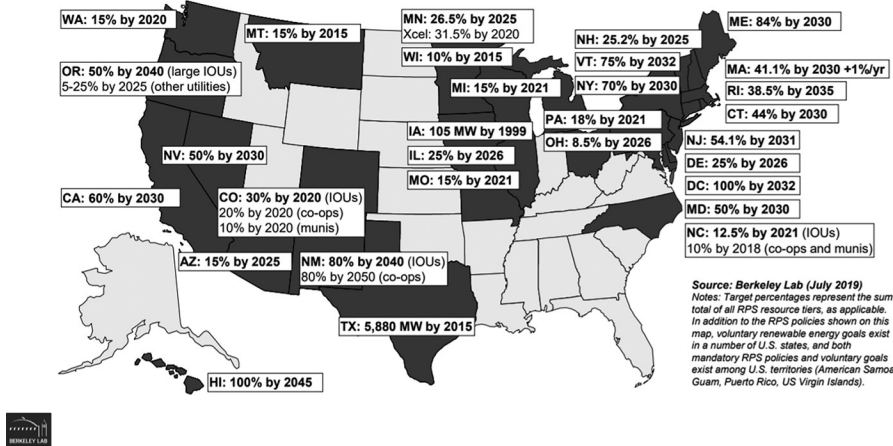 WA: 15% by 2020
MT: 15% by 2015
MN: 26.5% by 2025
Xcel: 31.5% by 2020
ME: 84% by 2030
NH: 25.2% by 2025
WI: 10% by 2015
VT: 75% by 2032
MA: 41.1% by 2030 +1%/yr
OR: 50% by 2040 (large IOUs)
5-25% by 2025 (other utilities)
MI: 15% by 2021
NY: 70% by 2030
RI: 38.5% by 2035
CT: 44% by 2030
PA: 18% by 2021
IA: 105 MW by 1999
OH: 8.5% by 2026
NJ: 54.1% by 2031
NV: 50% by 2030
IL: 25% by 2026
DE: 25% by 2026
MO: 15% by 2021
DC: 100% by 2032
CA: 60% by 2030
CO: 30% by 2020 (IOUs)
20% by 2020 (co-ops)
10% by 2020 (munis)
MD: 50% by 2030
NC: 12.5% by 2021 (IOUs)
10% by 2018 (co-ops and munis)
AZ: 15% by 2025
NM: 80% by 2040 (IOUs)
80% by 2050 (co-ops)
TX: 5,880 MW by 2015
HI: 100% by 2045
Source: Berkeley Lab (July 2019)
Notes: Target percentages represent the sum
total of all RPS resource tiers, as applicable.
In addition to the RPS policies shown on this
map, voluntary renewable energy goals exist
in a number of U.S. states, and both
mandatory RPS policies and voluntary goals
exist among U.S. territories (American Samoa
Guam, Puerto Rico, US Virgin Islands).
BERKELEY LAB